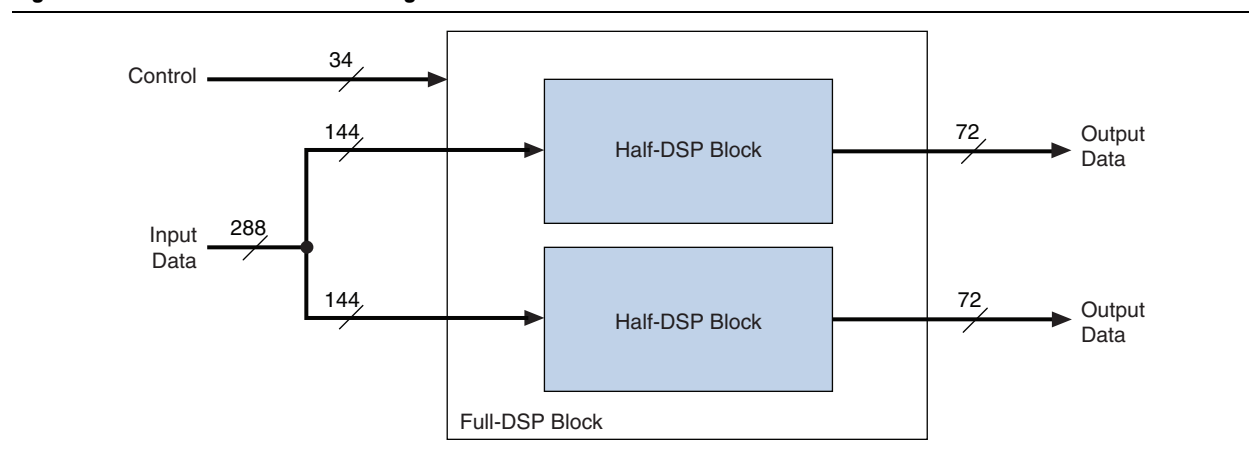 34
Control
144
Half-DSP Block
72
Output
Data
Input
Data
288
144
Half-DSP Block
72
Output
Data
Full-DSP Block